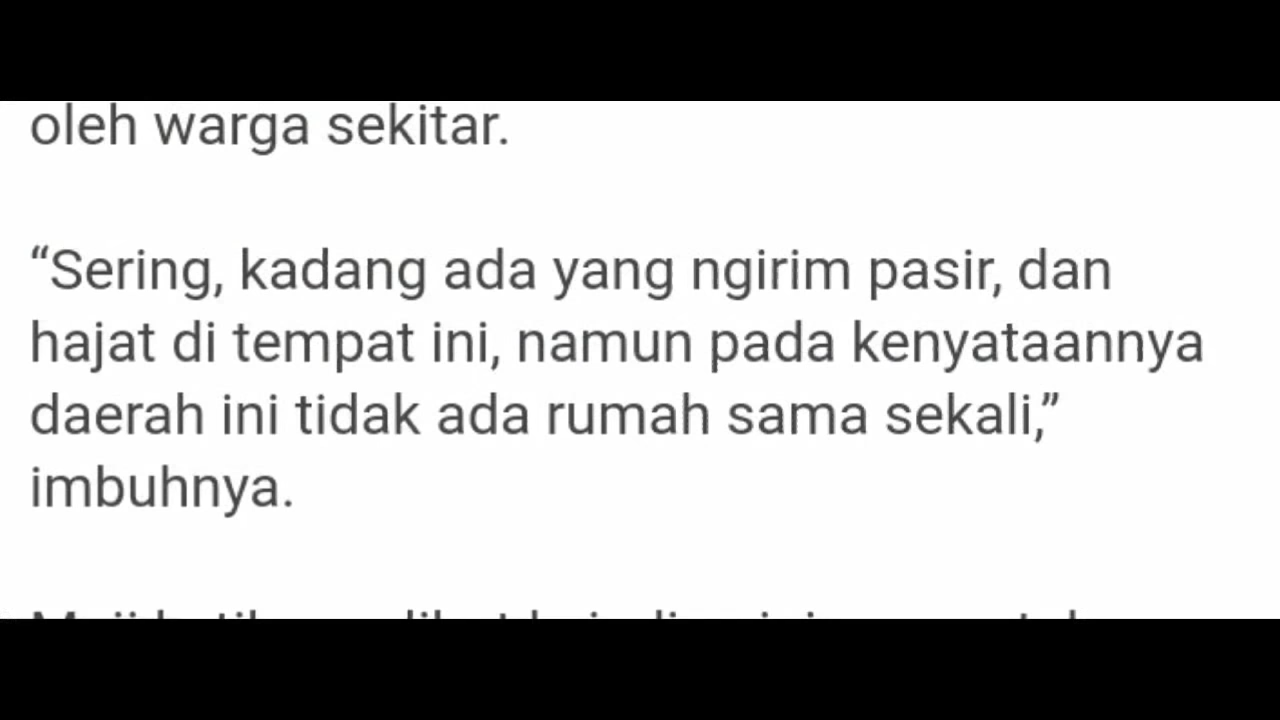 oleh warga sekitar.
“Sering, kadang ada yang ngirim pasir, dan
hajat di tempat ini, namun pada kenyataannya
daerah ini tidak ada rumah sama sekali,”
imbuhnya.